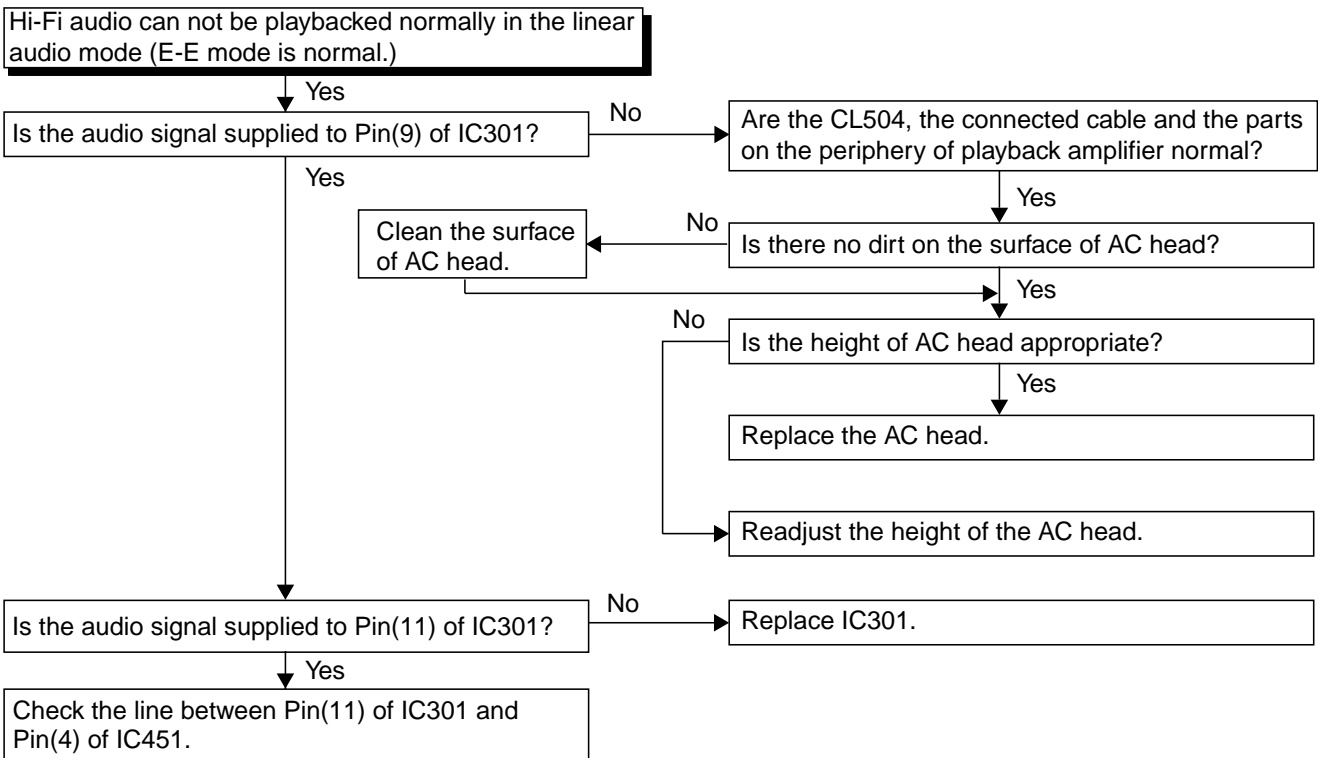 Hi-Fi audio can not be playbacked normally in the linear
audio mode (E-E mode is normal.)
Yes
Is the audio signal supplied to Pin(9) of IC301?
No
Are the CL504, the connected cable and the parts
on the periphery of playback amplifier normal?
Yes
Yes
Is there no dirt on the surface of AC head?
No
Clean the surface
of AC head.
Yes
Is the height of AC head appropriate?
No
Yes
Replace the AC head.
Readjust the height of the AC head.
Is the audio signal supplied to Pin(11) of IC301?
No
Replace IC301.
Yes
Check the line between Pin(11) of IC301 and
Pin(4) of IC451.